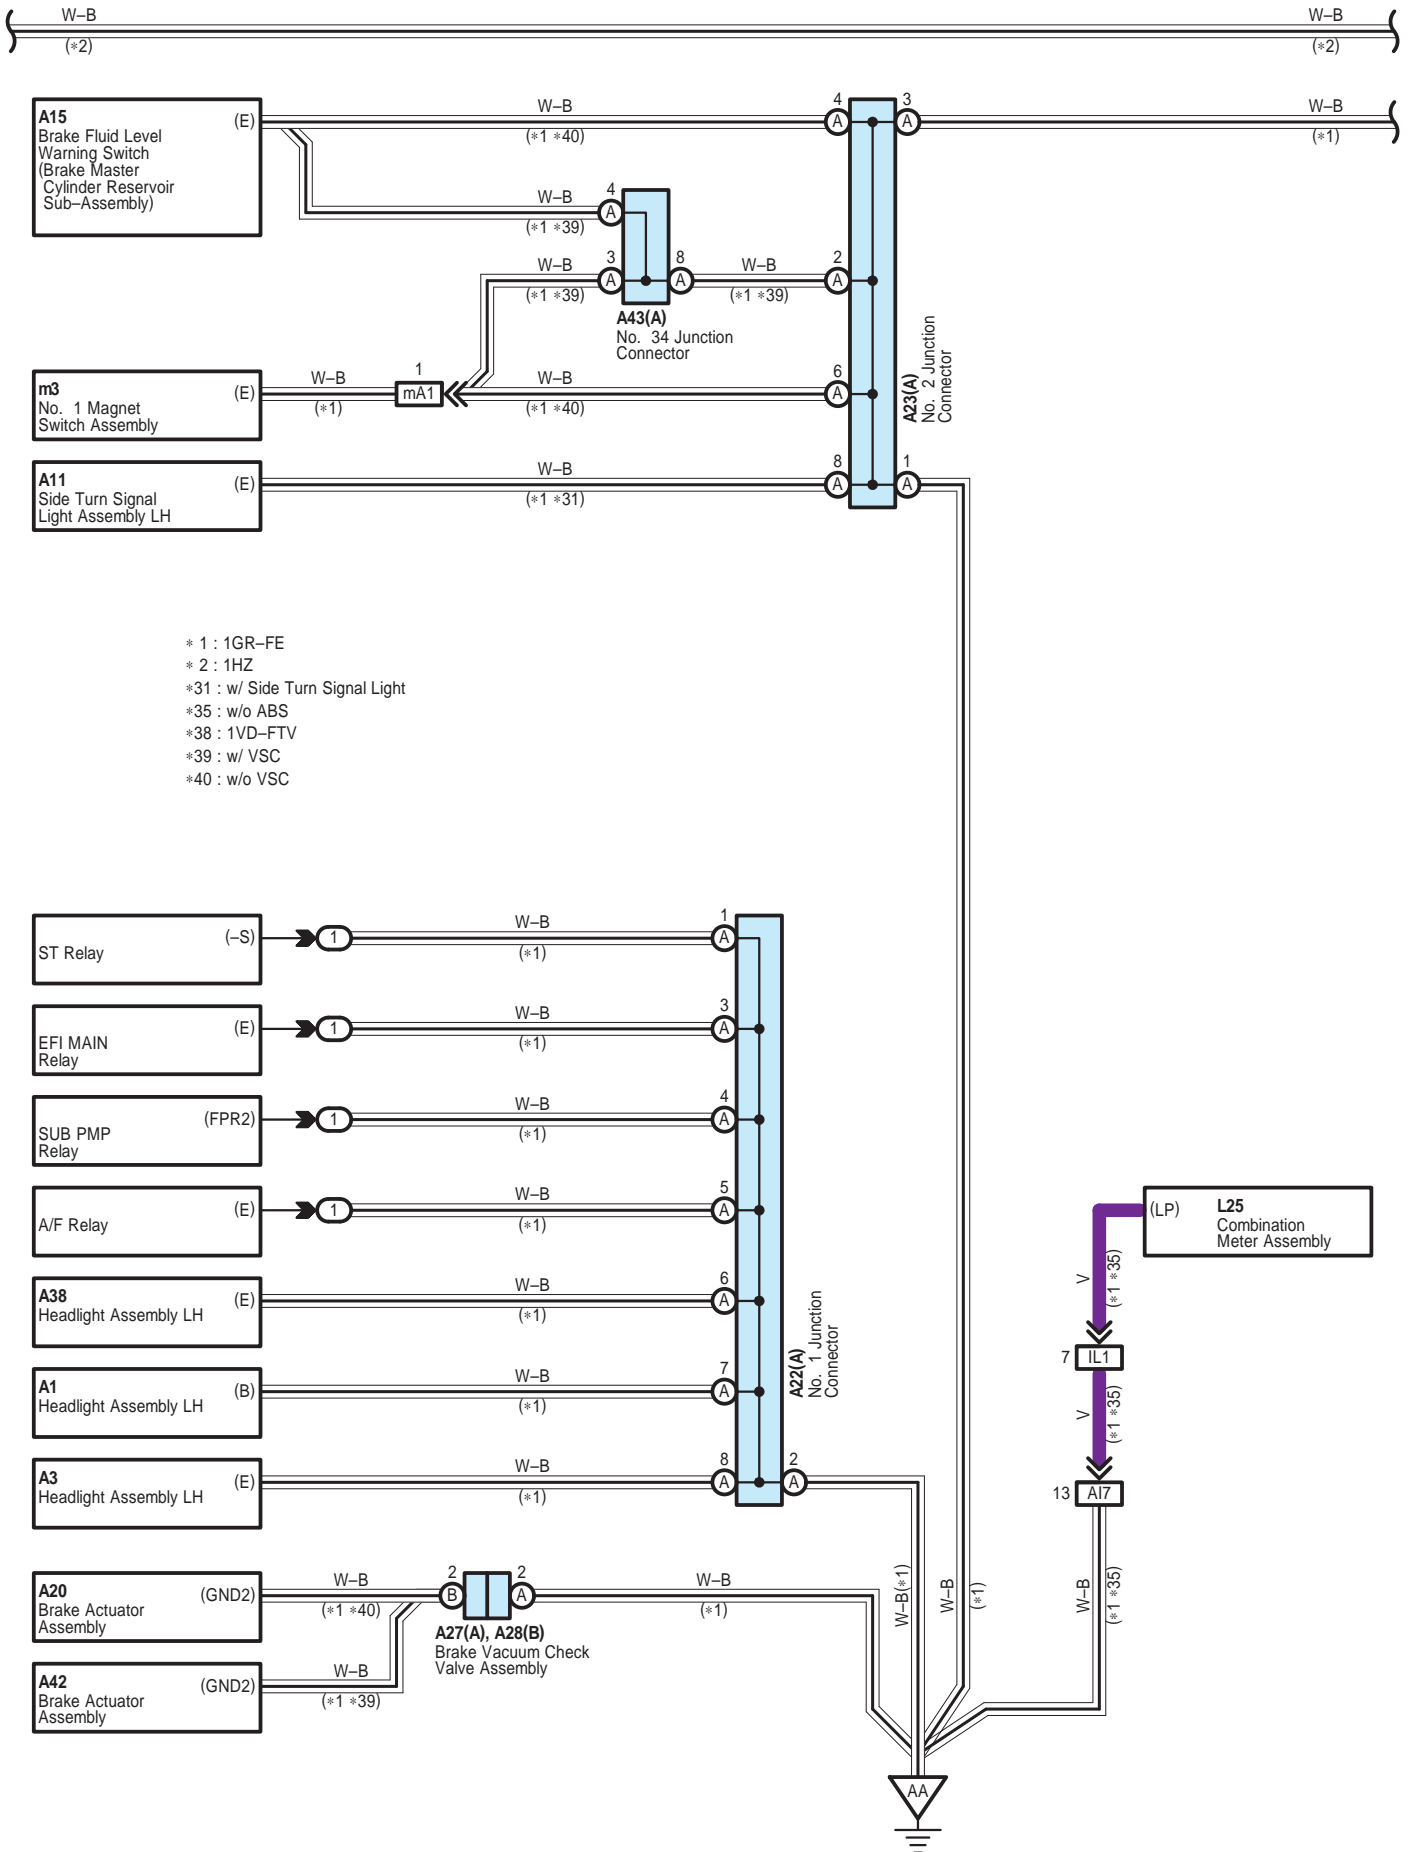 W–B
W–B
(*2)
(*2)
A15
Brake Fluid Level
Warning Switch
(Brake Master
Cylinder Reservoir
Sub–Assembly)
(E)
W–B
(*1 *40)
4
A
3
A
W–B
(*1)
W–B
(*1 *39)
4
A
W–B
(*1 *39)
3
A
8
A
W–B
(*1 *39)
2
A
A43(A)
No. 34 Junction
Connector
m3
No. 1 Magnet
Switch Assembly
(E)
W–B
(*1)
1
mA1
W–B
(*1 *40)
6
A
A23(A)
No. 2 Junction
Connector
A11
Side Turn Signal
Light Assembly LH
(E)
W–B
(*1 *31)
8
A
1
A
* 1 : 1GR–FE
* 2 : 1HZ
*31 : w/ Side Turn Signal Light
*35 : w/o ABS
*38 : 1VD–FTV
*39 : w/ VSC
*40 : w/o VSC
ST Relay
(–S)
1
W–B
(*1)
1
A
EFI MAIN
Relay
(E)
1
W–B
(*1)
3
A
SUB PMP
Relay
(FPR2)
1
W–B
(*1)
4
A
A/F Relay
(E)
1
W–B
(*1)
5
A
A38
Headlight Assembly LH
(E)
W–B
(*1)
6
A
A1
Headlight Assembly LH
(B)
W–B
(*1)
7
A
A22(A)
No. 1 Junction
Connector
A3
Headlight Assembly LH
(E)
W–B
(*1)
8
A
2
A
(LP)
L25
Combination
Meter Assembly
V
(*1 *35)
7
IL1
V
(*1 *35)
13
AI7
W–B
(*1 *35)
A20
Brake Actuator
Assembly
(GND2)
W–B
(*1 *40)
2
B
2
A
W–B
(*1)
A27(A), A28(B)
Brake Vacuum Check
Valve Assembly
W–B(*1)
W–B
(*1)
A42
Brake Actuator
Assembly
(GND2)
W–B
(*1 *39)
AA